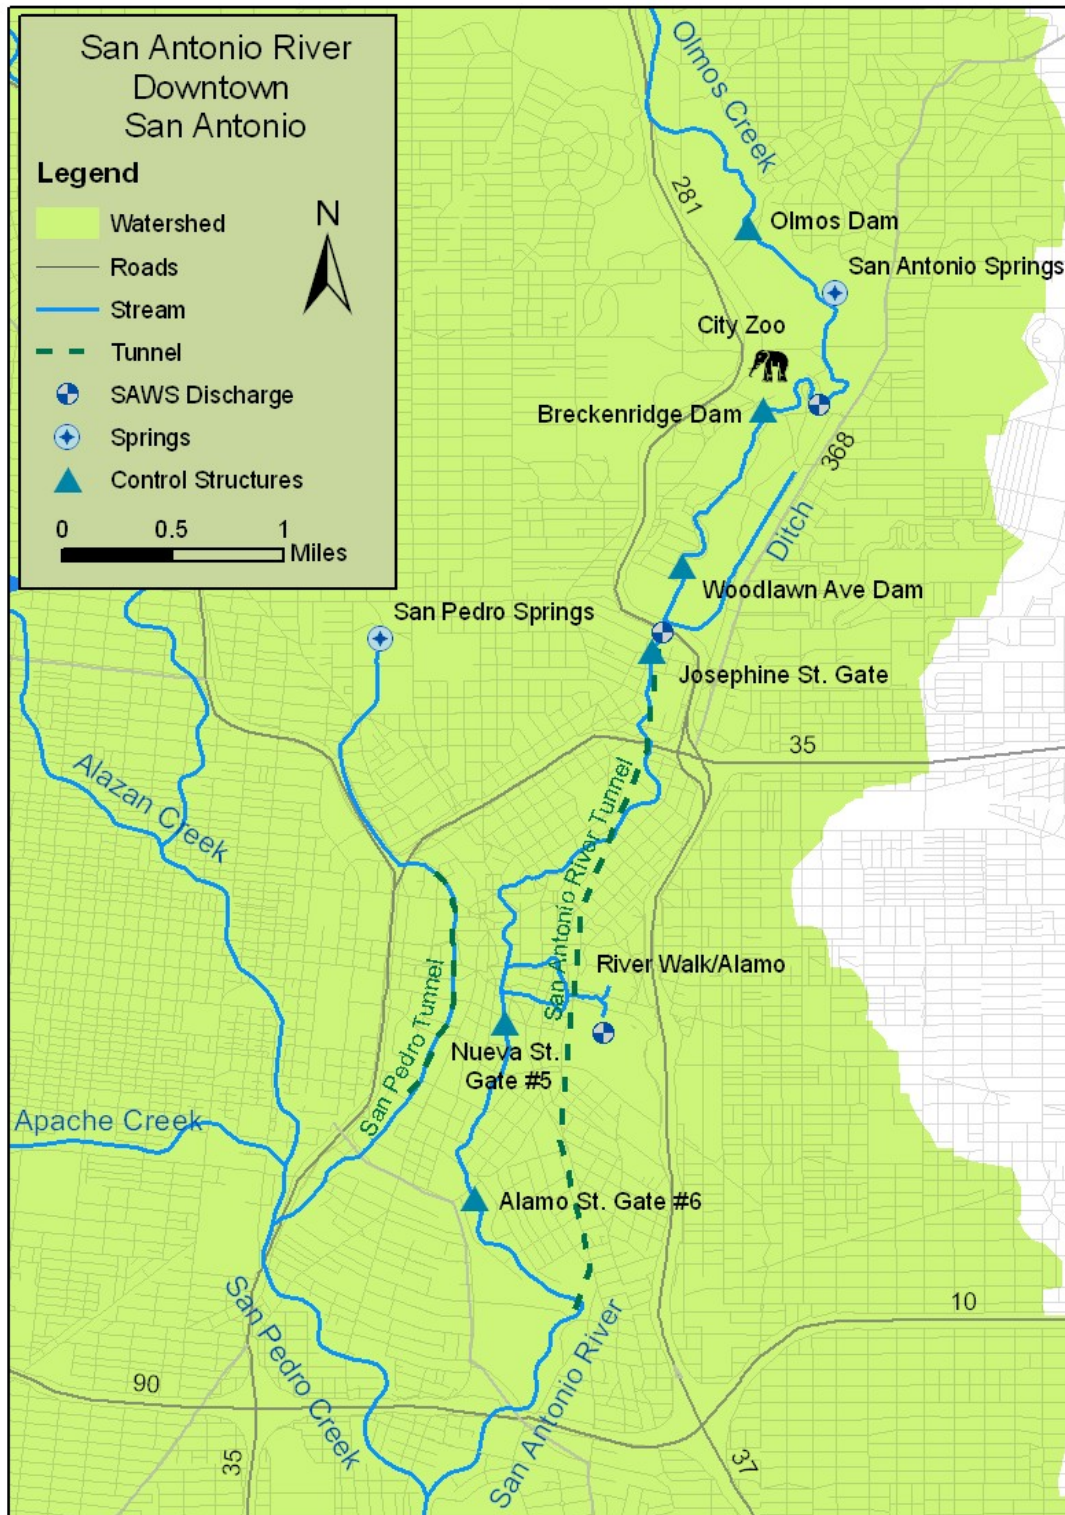 San Antonio River
Downtown
San Antonio
Legend
Watershed
Roads
Stream
Tunnel
SAWS Discharge
Springs
Control Structures
0 0.5 1
Miles
N
Olmos Creek
281
Olmos Dam
San Antonio Springs
City Zoo
Breckenridge Dam
368
Ditch
Woodlawn Ave Dam
San Pedro Springs
Josephine St. Gate
35
Alazan Creek
San Antonio River Tunnel
River Walk/Alamo
San Pedro Tunnel
Nueva St.
Gate #5
Apache Creek
Alamo St. Gate #6
San Pedro Creek
San Antonio River
10
90
35
37